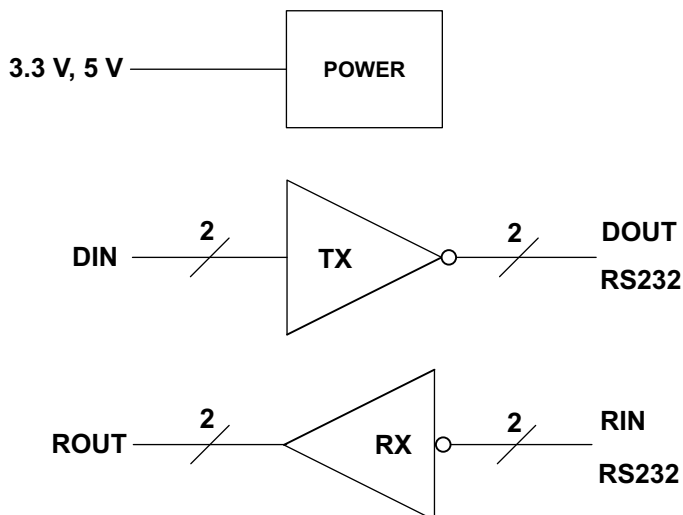 3.3 V, 5 V
POWER
DIN
2
TX
2
DOUT
RS232
ROUT
2
RX
2
RIN
RS232